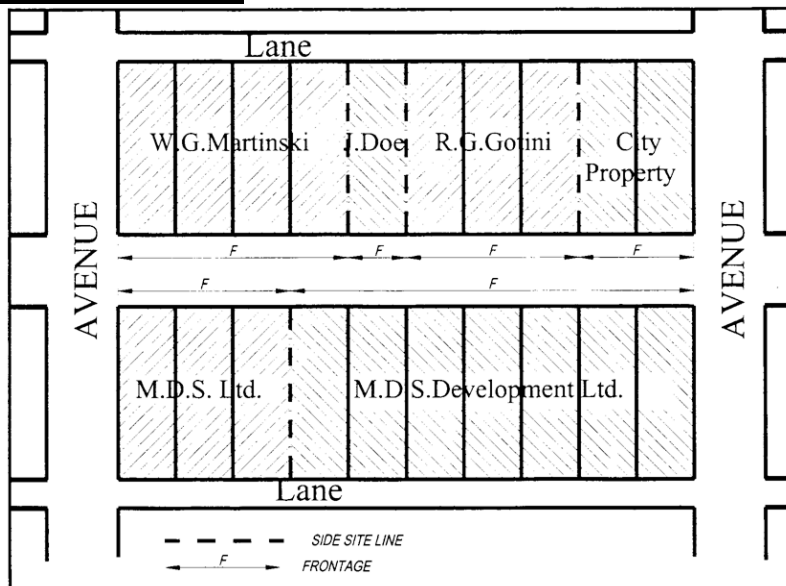 Lane
W.G.Martinski J.Doe R.G.Gotini City
Property
AVENUE
AVENUE
F F F F
F F
M.D.S. Ltd. M.D.S.Development Ltd.
Lane
SIDE SITE LINE
F FRONTAGE